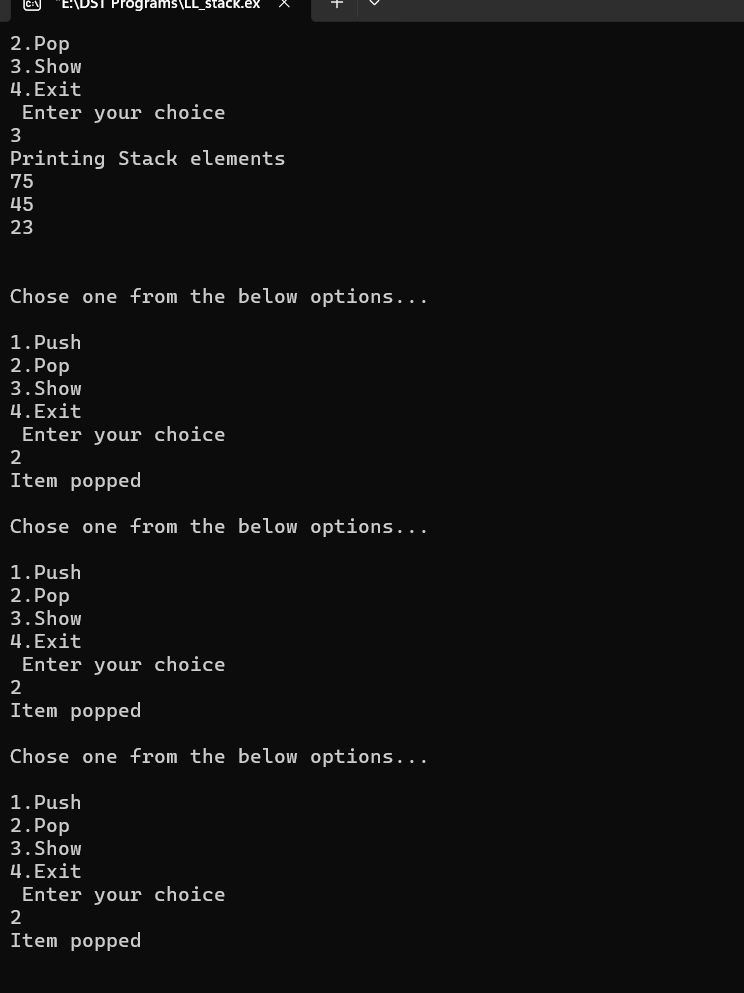 "E:\DST Programs\LL_stack.ex
2.Pop
3.Show
4.Exit
Enter your choice
3
Printing Stack elements
75
45
23
Chose one from the below options...
1.Push
2.Pop
3.Show
4.Exit
Enter your choice
2
Item popped
Chose one from the below options...
1.Push
2.Pop
3.Show
4.Exit
Enter your choice
2
Item popped
Chose one from the below options...
1.Push
2.Pop
3.Show
4.Exit
Enter your choice
2
Item popped